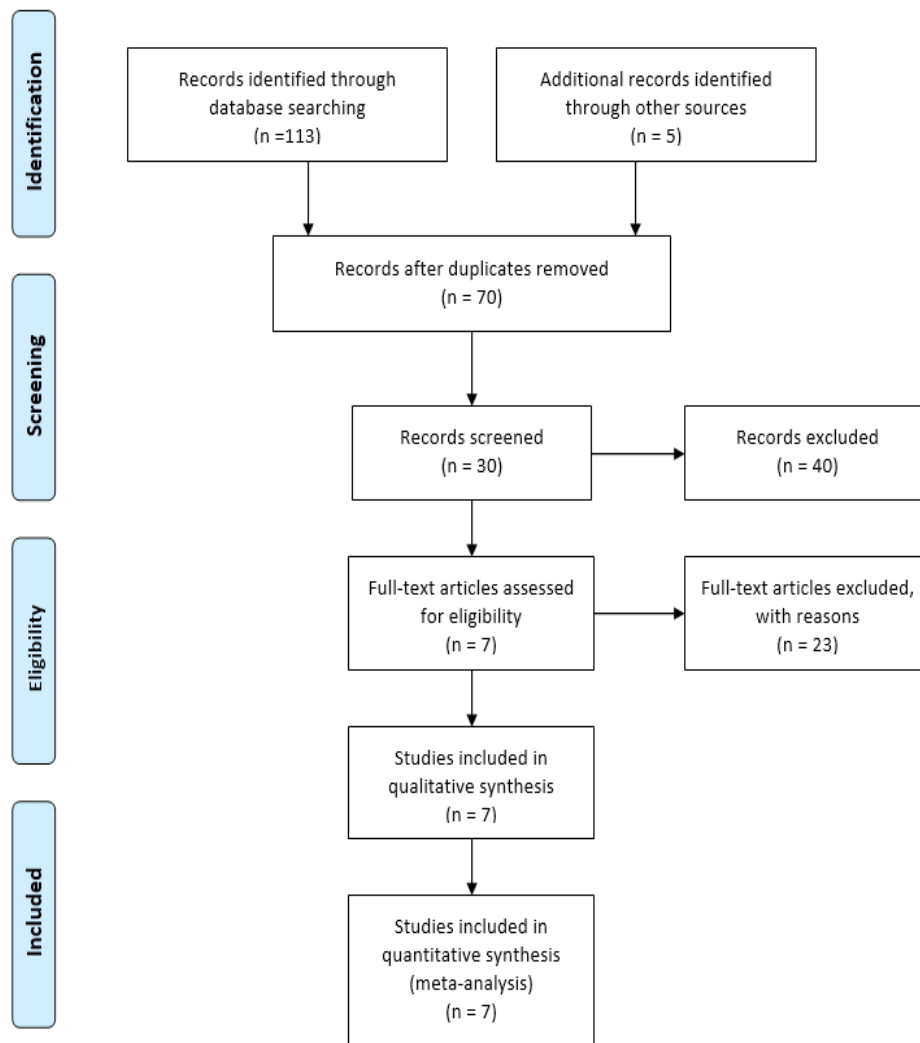 Identification
Records identified through
database searching
(n =113)
Additional records identified
through other sources
(n = 5)
Records after duplicates removed
(n = 70)
Screening
Records screened
(n = 30)
Records excluded
(n = 40)
Eligibility
Full-text articles assessed
for eligibility
(n = 7)
Full-text articles excluded,
with reasons
(n = 23)
Studies included in
qualitative synthesis
(n = 7)
Included
Studies included in
quantitative synthesis
(meta-analysis)
(n = 7)